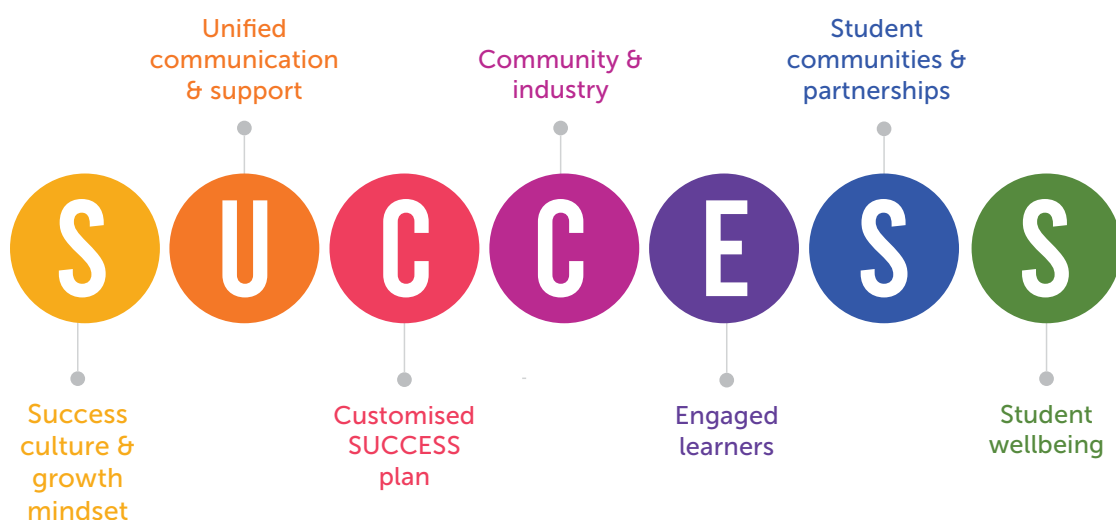 Unified
communication
& support
Community &
industry
Student
communities &
partnerships
S U C C E S S
Success
culture &
growth
mindset
Customised
SUCCESS
plan
Engaged
learners
Student
wellbeing